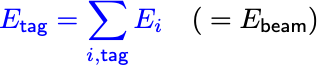 E_tag = ∑_{i,tag} E_i ( = E_beam)